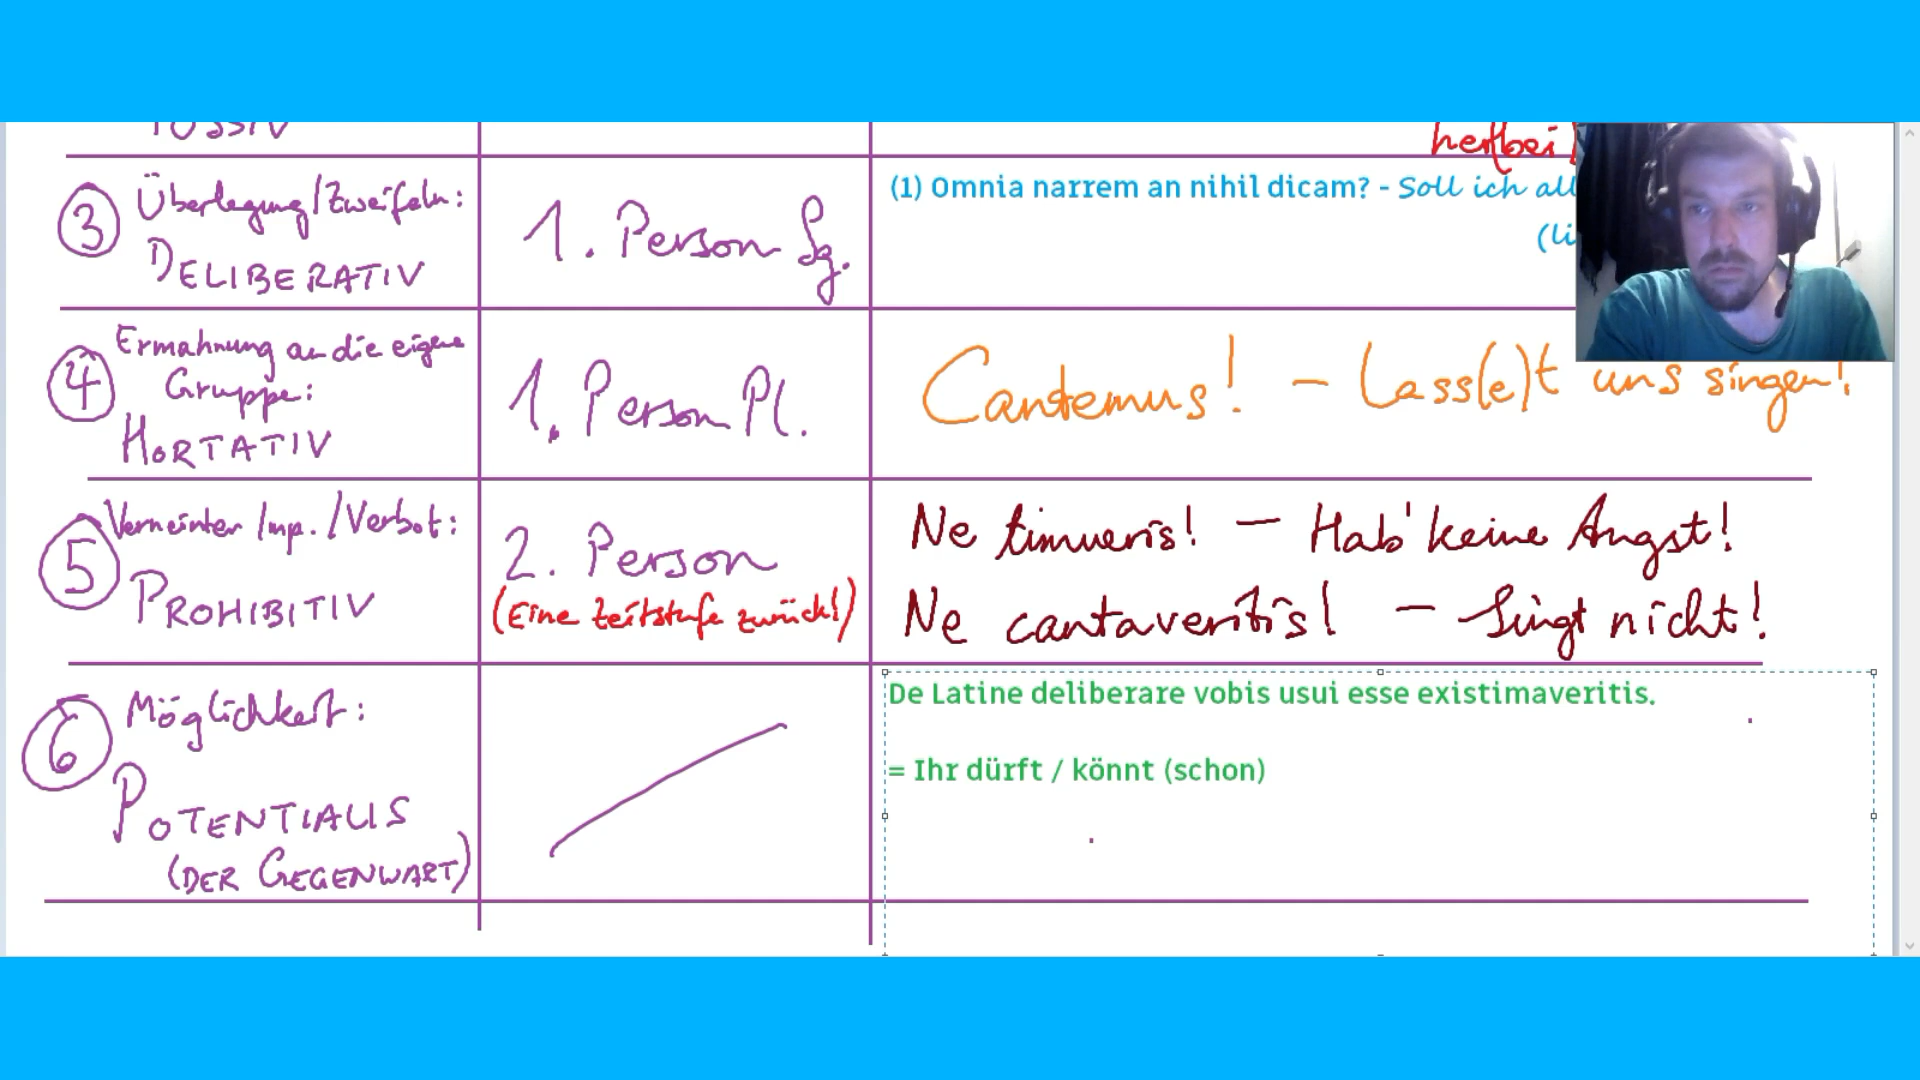 herbei
③ Überlegung/Zweifeln:
DELIBERATIV
1. Person Sg.
(1) Omnia narrem an nihil dicam? - Soll ich all
(li
④ Ermahnung an die eigene
Gruppe:
HORTATIV
1. Person Pl.
Cantemus! – Lass(e)t uns singen!
⑤ Verneinter Imp./Verbot:
PROHIBITIV
2. Person
(Eine Zeitstufe zurück!)
Ne timueris! – Hab' keine Angst!
Ne cantaveritis! – Singt nicht!
⑥ Möglichkeit:
POTENTIALIS
(DER GEGENWART)
De Latine deliberare vobis usui esse existimaveritis.
= Ihr dürft / könnt (schon)